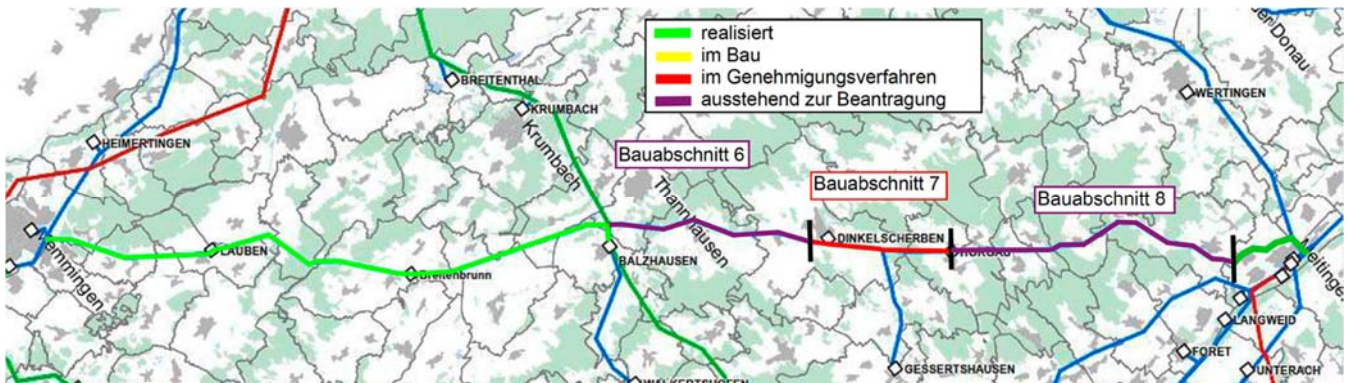 realisiert
im Bau
im Genehmigungsverfahren
ausstehend zur Beantragung
BREITENTHAL
KRUMBACH
Krumbach
HEIMERTINGEN
WERTINGEN
Bauabschnitt 6
Bauabschnitt 7
Bauabschnitt 8
Thannhausen
DINKELSCHERBEN
HORGAU
LAUBEN
Breitenbrunn
BALZHAUSEN
LANGWEID
FORET
GESSERTSHAUSEN
UNTERACH